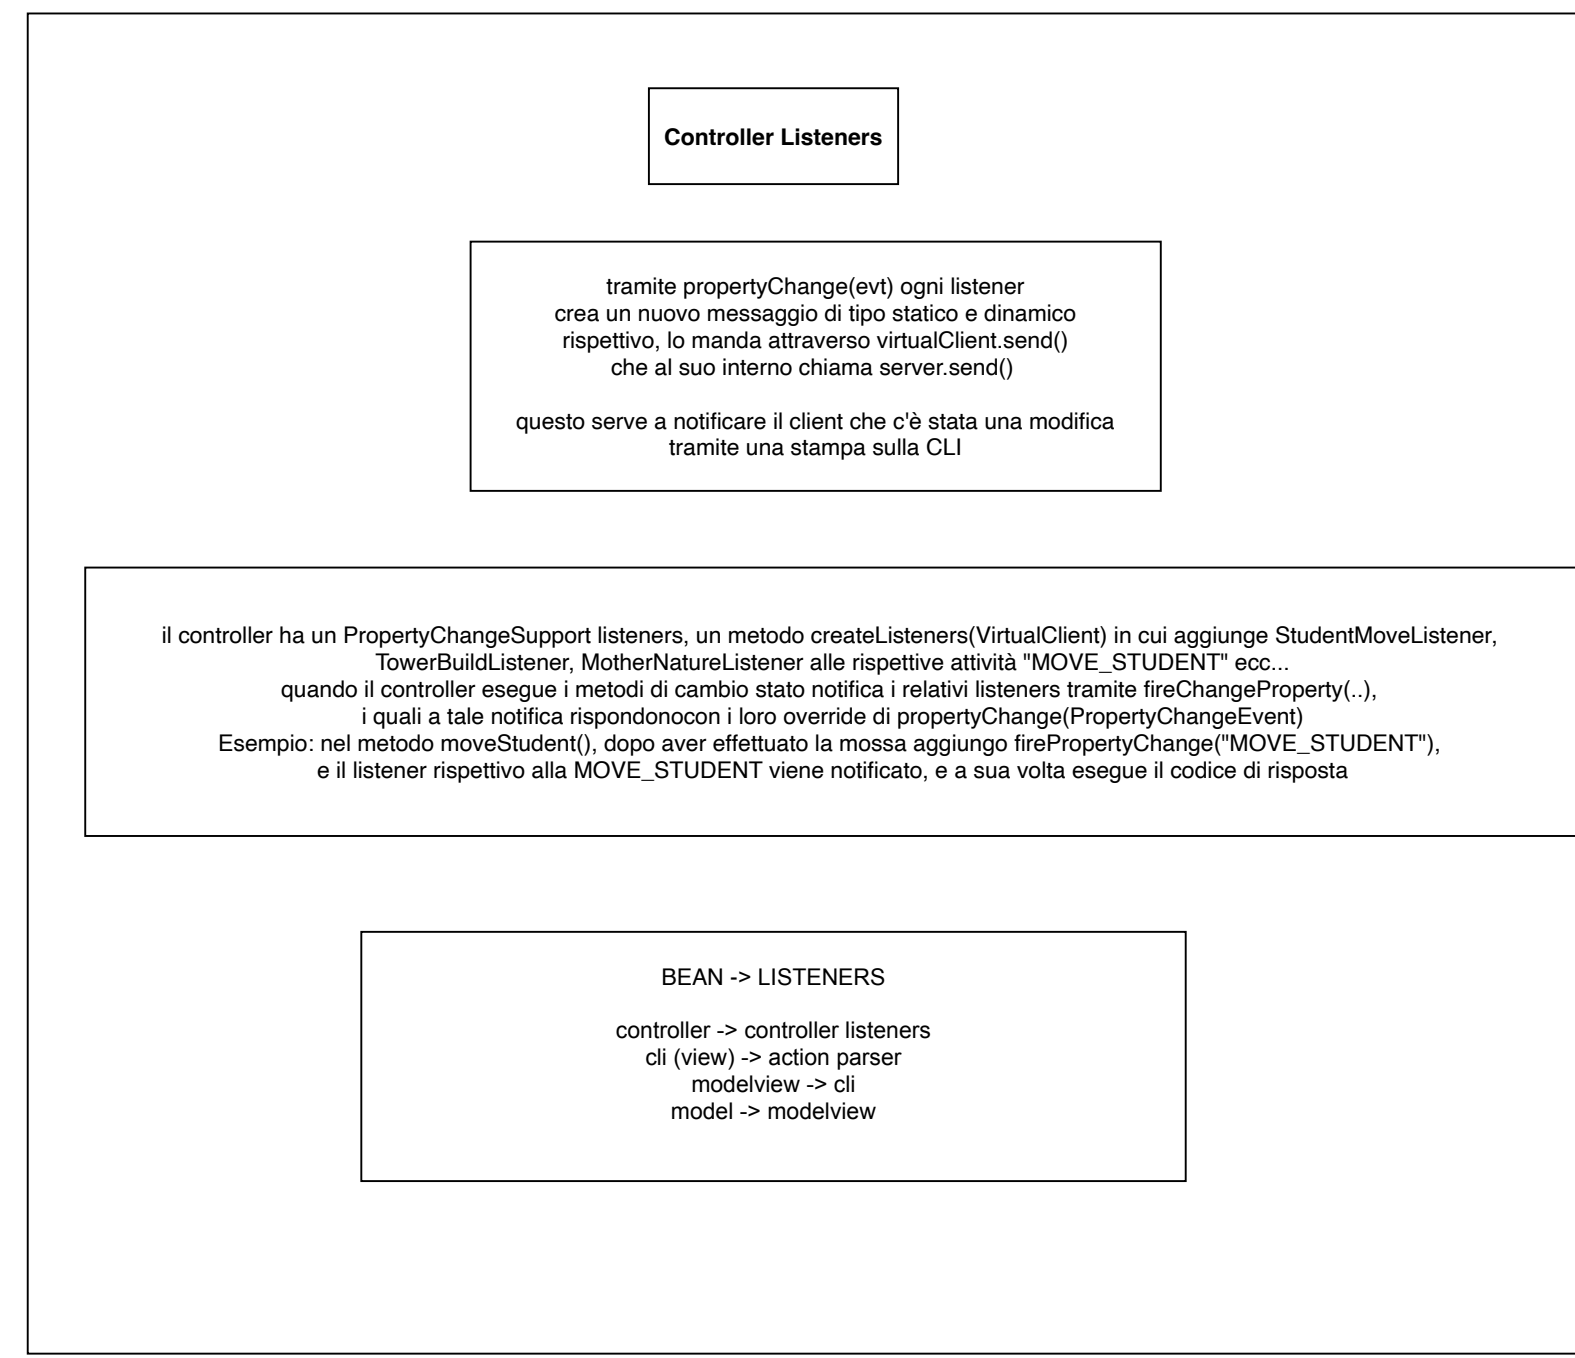 Controller Listeners
tramite propertyChange(evt) ogni listener
crea un nuovo messaggio di tipo statico e dinamico
rispettivo, lo manda attraverso virtualClient.send()
che al suo interno chiama server.send()
questo serve a notificare il client che c'è stata una modifica
tramite una stampa sulla CLI
il controller ha un PropertyChangeSupport listeners, un metodo createListeners(VirtualClient) in cui aggiunge StudentMoveListener,
TowerBuildListener, MotherNatureListener alle rispettive attività "MOVE_STUDENT" ecc...
quando il controller esegue i metodi di cambio stato notifica i relativi listeners tramite fireChangeProperty(..),
i quali a tale notifica rispondonocon i loro override di propertyChange(PropertyChangeEvent)
Esempio: nel metodo moveStudent(), dopo aver effettuato la mossa aggiungo firePropertyChange("MOVE_STUDENT"),
e il listener rispettivo alla MOVE_STUDENT viene notificato, e a sua volta esegue il codice di risposta
BEAN -> LISTENERS
controller -> controller listeners
cli (view) -> action parser
modelview -> cli
model -> modelview